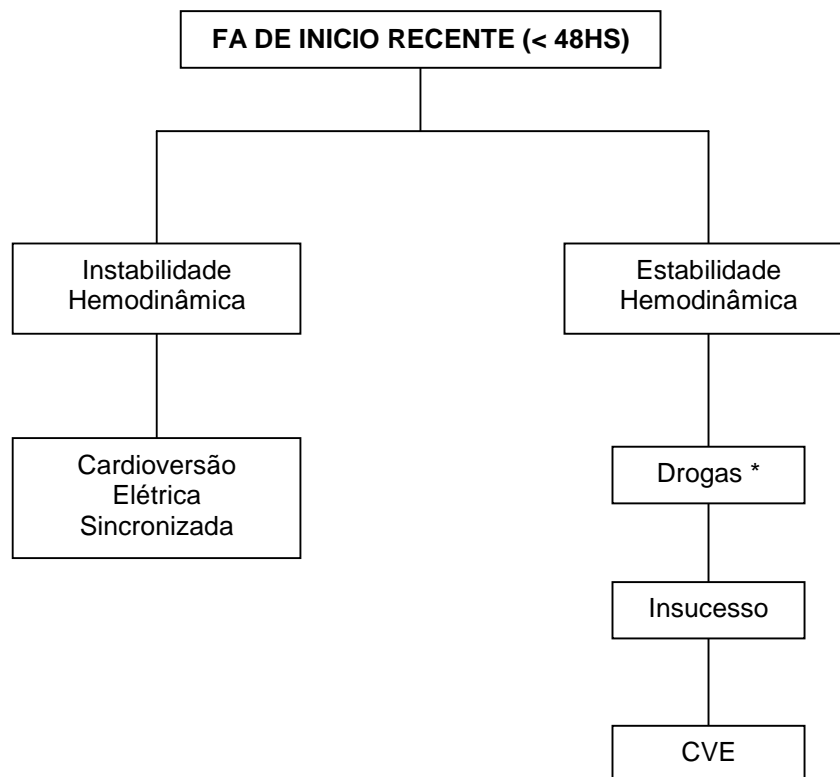 FA DE INICIO RECENTE (< 48HS)
Instabilidade
Hemodinâmica
Estabilidade
Hemodinâmica
Cardioversão
Elétrica
Sincronizada
Drogas *
Insucesso
CVE